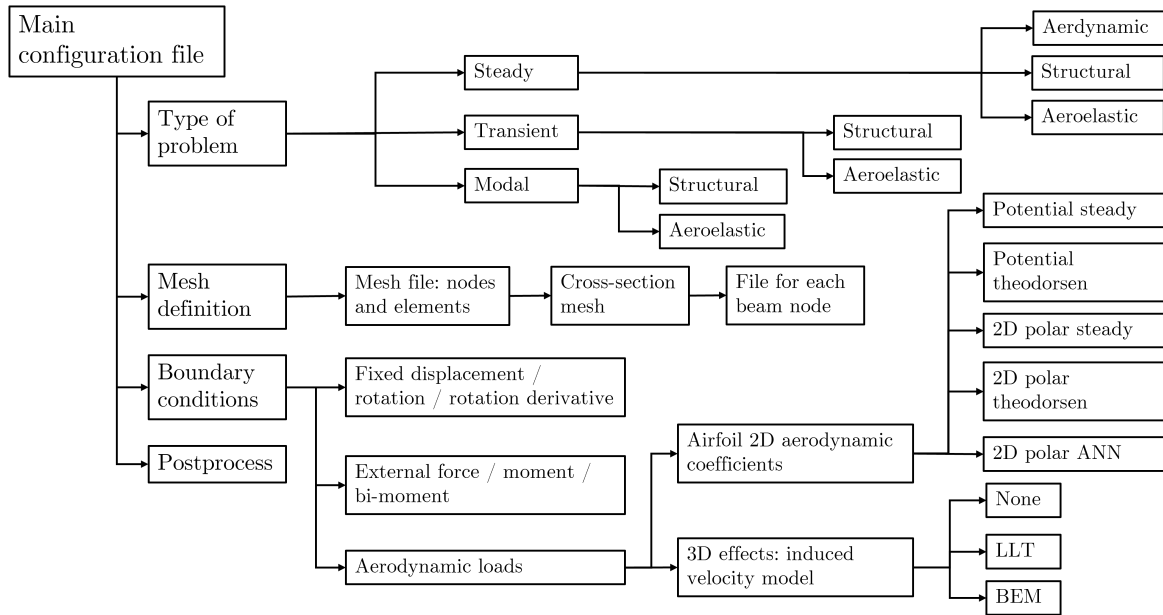 Main
configuration file
Type of
problem
Steady
Aerdynamic
Structural
Aeroelastic
Transient
Structural
Aeroelastic
Modal
Structural
Aeroelastic
Mesh
definition
Mesh file: nodes
and elements
Cross-section
mesh
File for each
beam node
Boundary
conditions
Fixed displacement /
rotation / rotation derivative
External force / moment /
bi-moment
Aerodynamic loads
Airfoil 2D aerodynamic
coefficients
Potential steady
Potential
theodorsen
2D polar steady
2D polar
theodorsen
2D polar ANN
3D effects: induced
velocity model
None
LLT
BEM
Postprocess